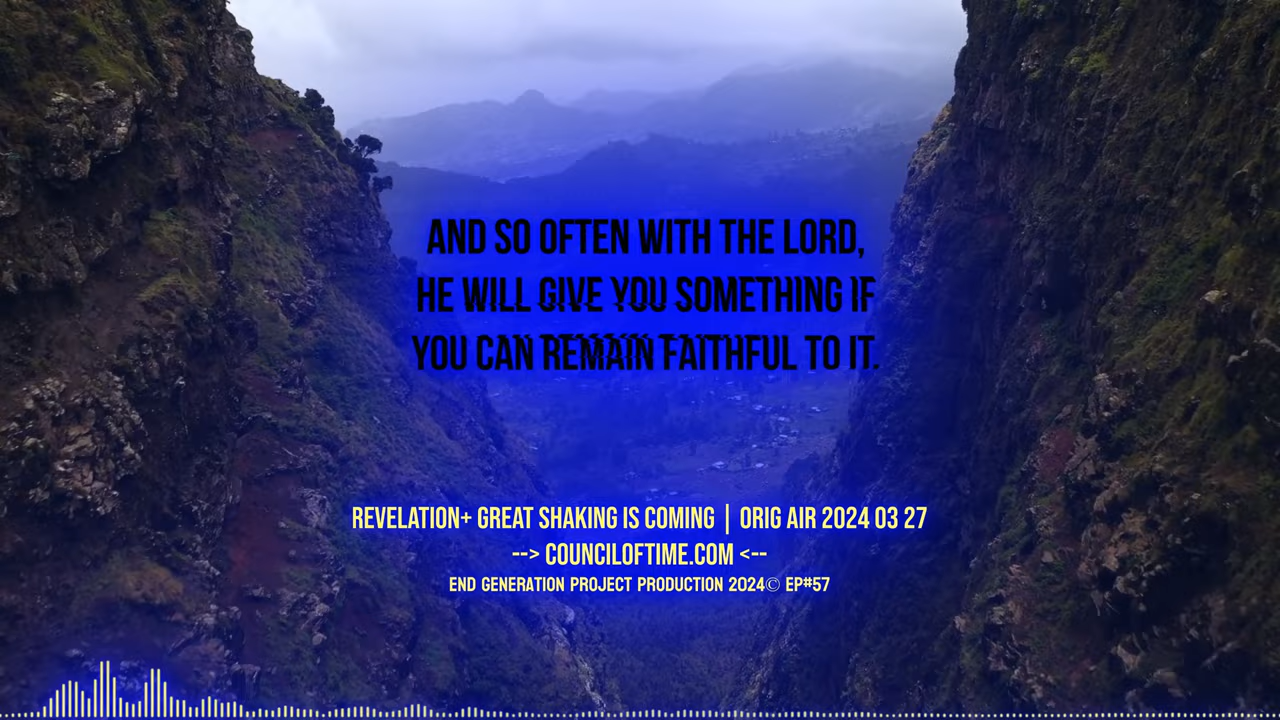 AND SO OFTEN WITH THE LORD,
HE WILL GIVE YOU SOMETHING IF
YOU CAN REMAIN FAITHFUL TO IT.
REVELATION+ GREAT SHAKING IS COMING | ORIG AIR 2024 03 27
--> COUNCILOFTIME.COM <--
END GENERATION PROJECT PRODUCTION 2024© EP#57